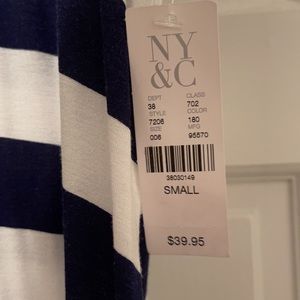 NY
&C
DEPT CLASS
38 702
STYLE COLOR
7206 180
SIZE MFG
006 95570
38030149
SMALL
$39.95